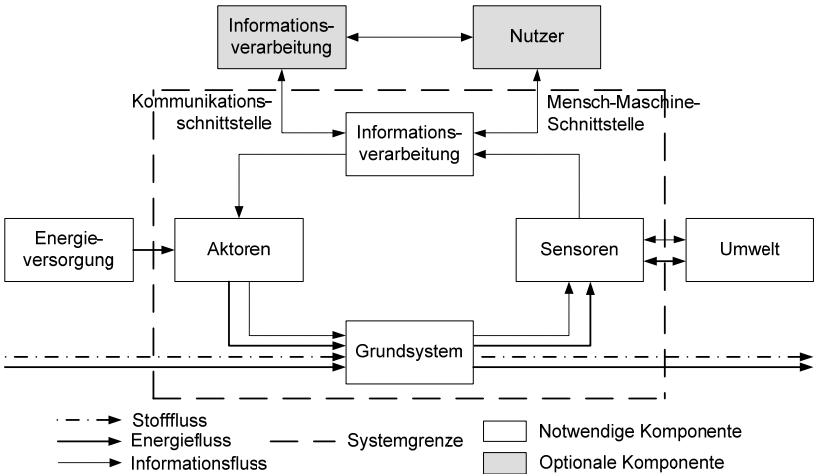 Informations-
verarbeitung
Nutzer
Kommunikations-
schnittstelle
Mensch-Maschine-
Schnittstelle
Informations-
verarbeitung
Energie-
versorgung
Aktoren
Sensoren
Umwelt
Grundsystem
Stofffluss
Energiefluss
Informationsfluss
Systemgrenze
Notwendige Komponente
Optionale Komponente